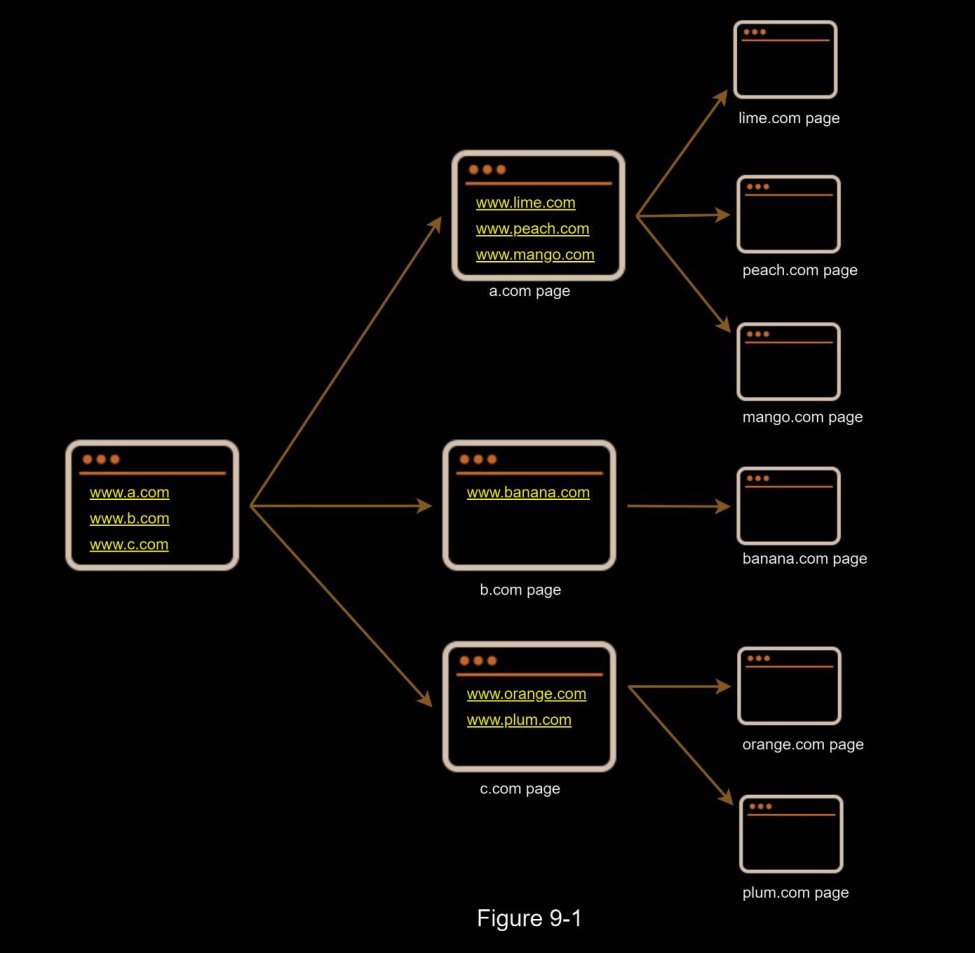 lime.com page
www.lime.com
www.peach.com
www.mango.com
a.com page
peach.com page
mango.com page
www.a.com
www.b.com
www.c.com
www.banana.com
b.com page
banana.com page
www.orange.com
www.plum.com
c.com page
orange.com page
plum.com page
Figure 9-1